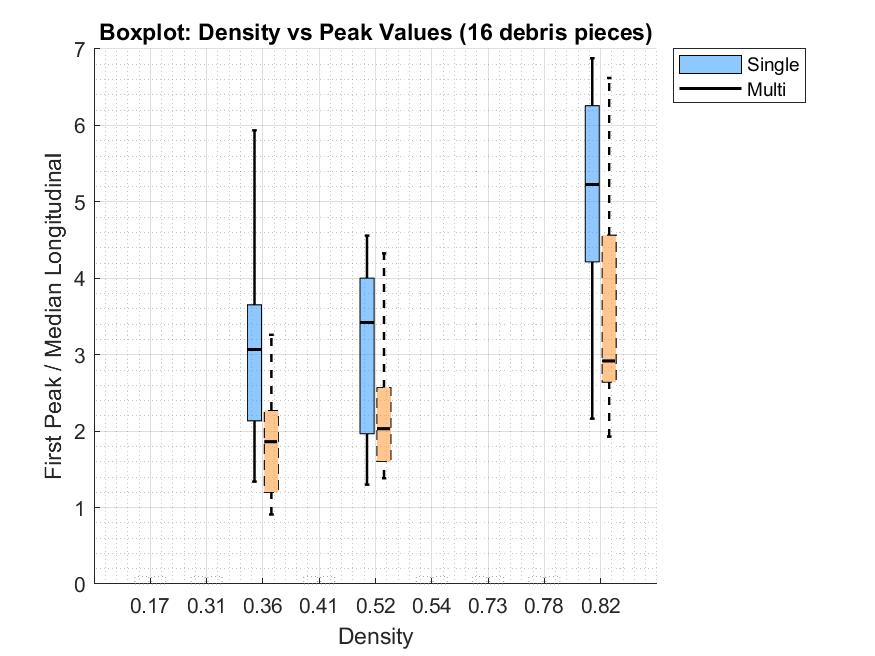 Boxplot: Density vs Peak Values (16 debris pieces)
Single
Multi
7
6
5
4
3
2
1
0
First Peak / Median Longitudinal
0.17 0.31 0.36 0.41 0.52 0.54 0.73 0.78 0.82
Density